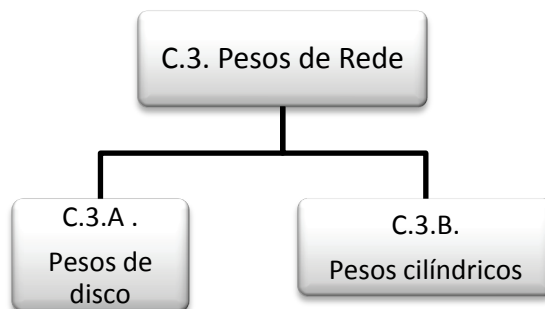 C.3. Pesos de Rede
C.3.A .
Pesos de
disco
C.3.B.
Pesos cilíndricos